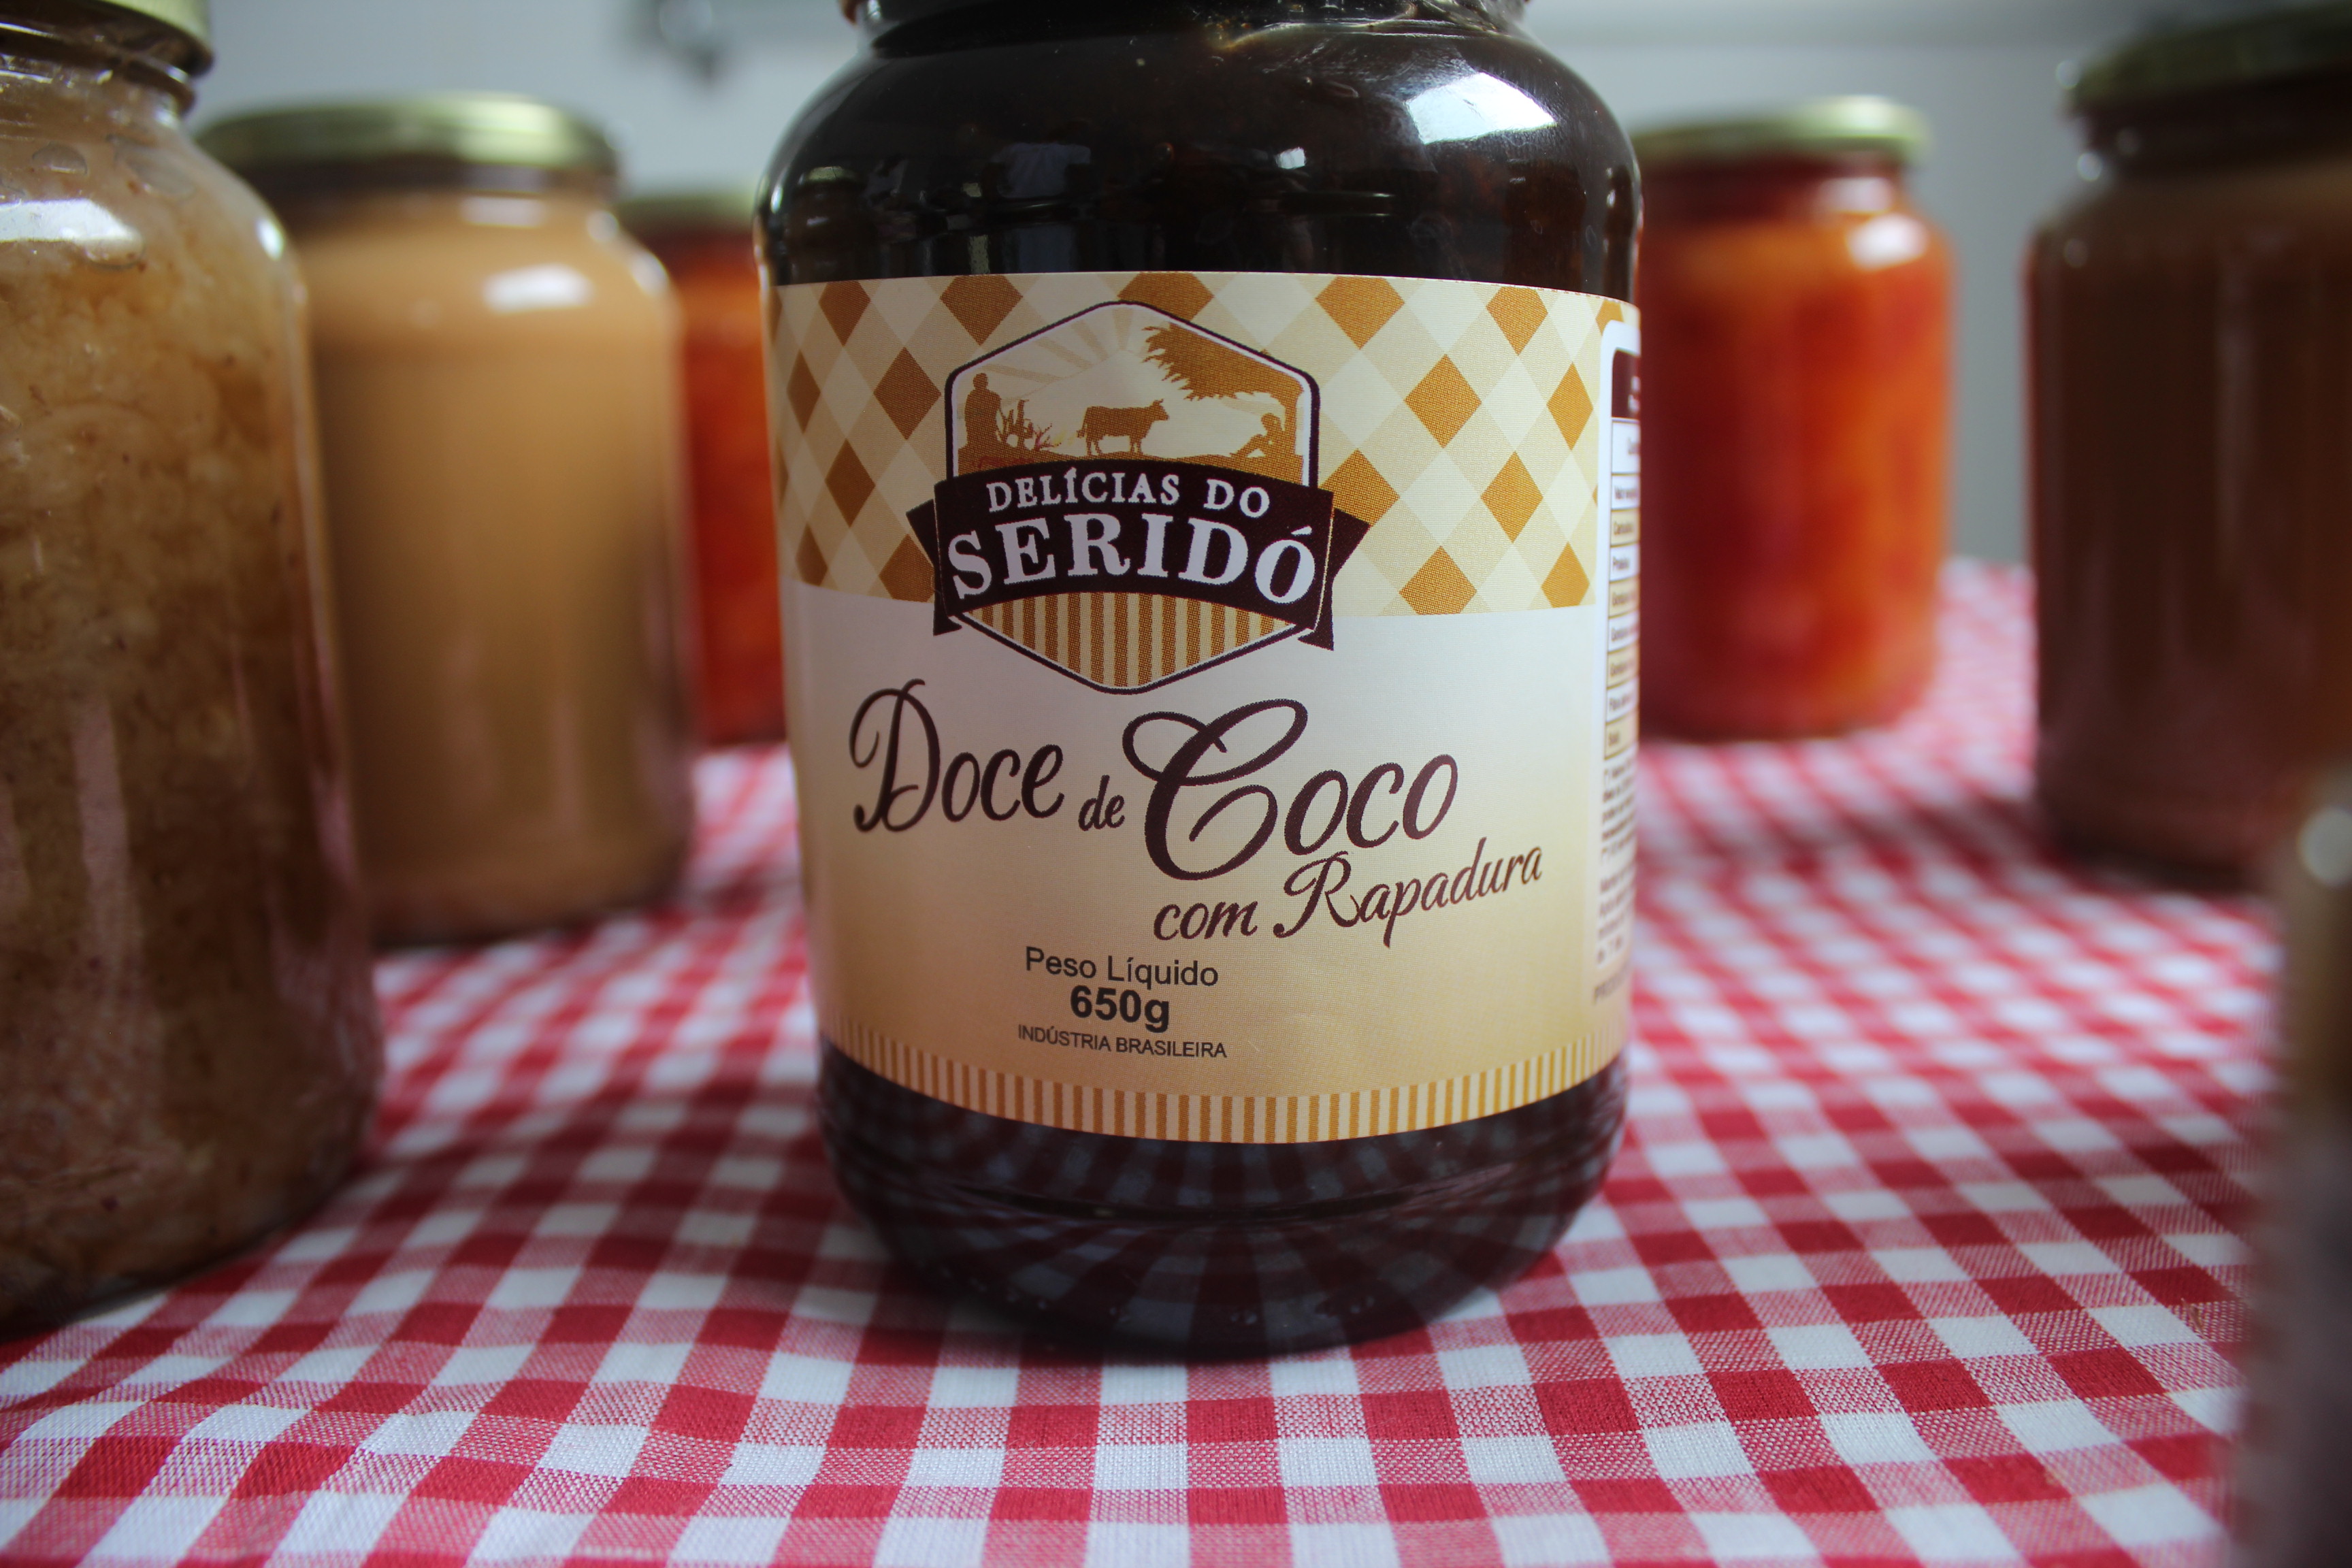 DELÍCIAS DO
SERIDÓ
Doce de Coco
com Rapadura
Peso Líquido
650g
INDÚSTRIA BRASILEIRA